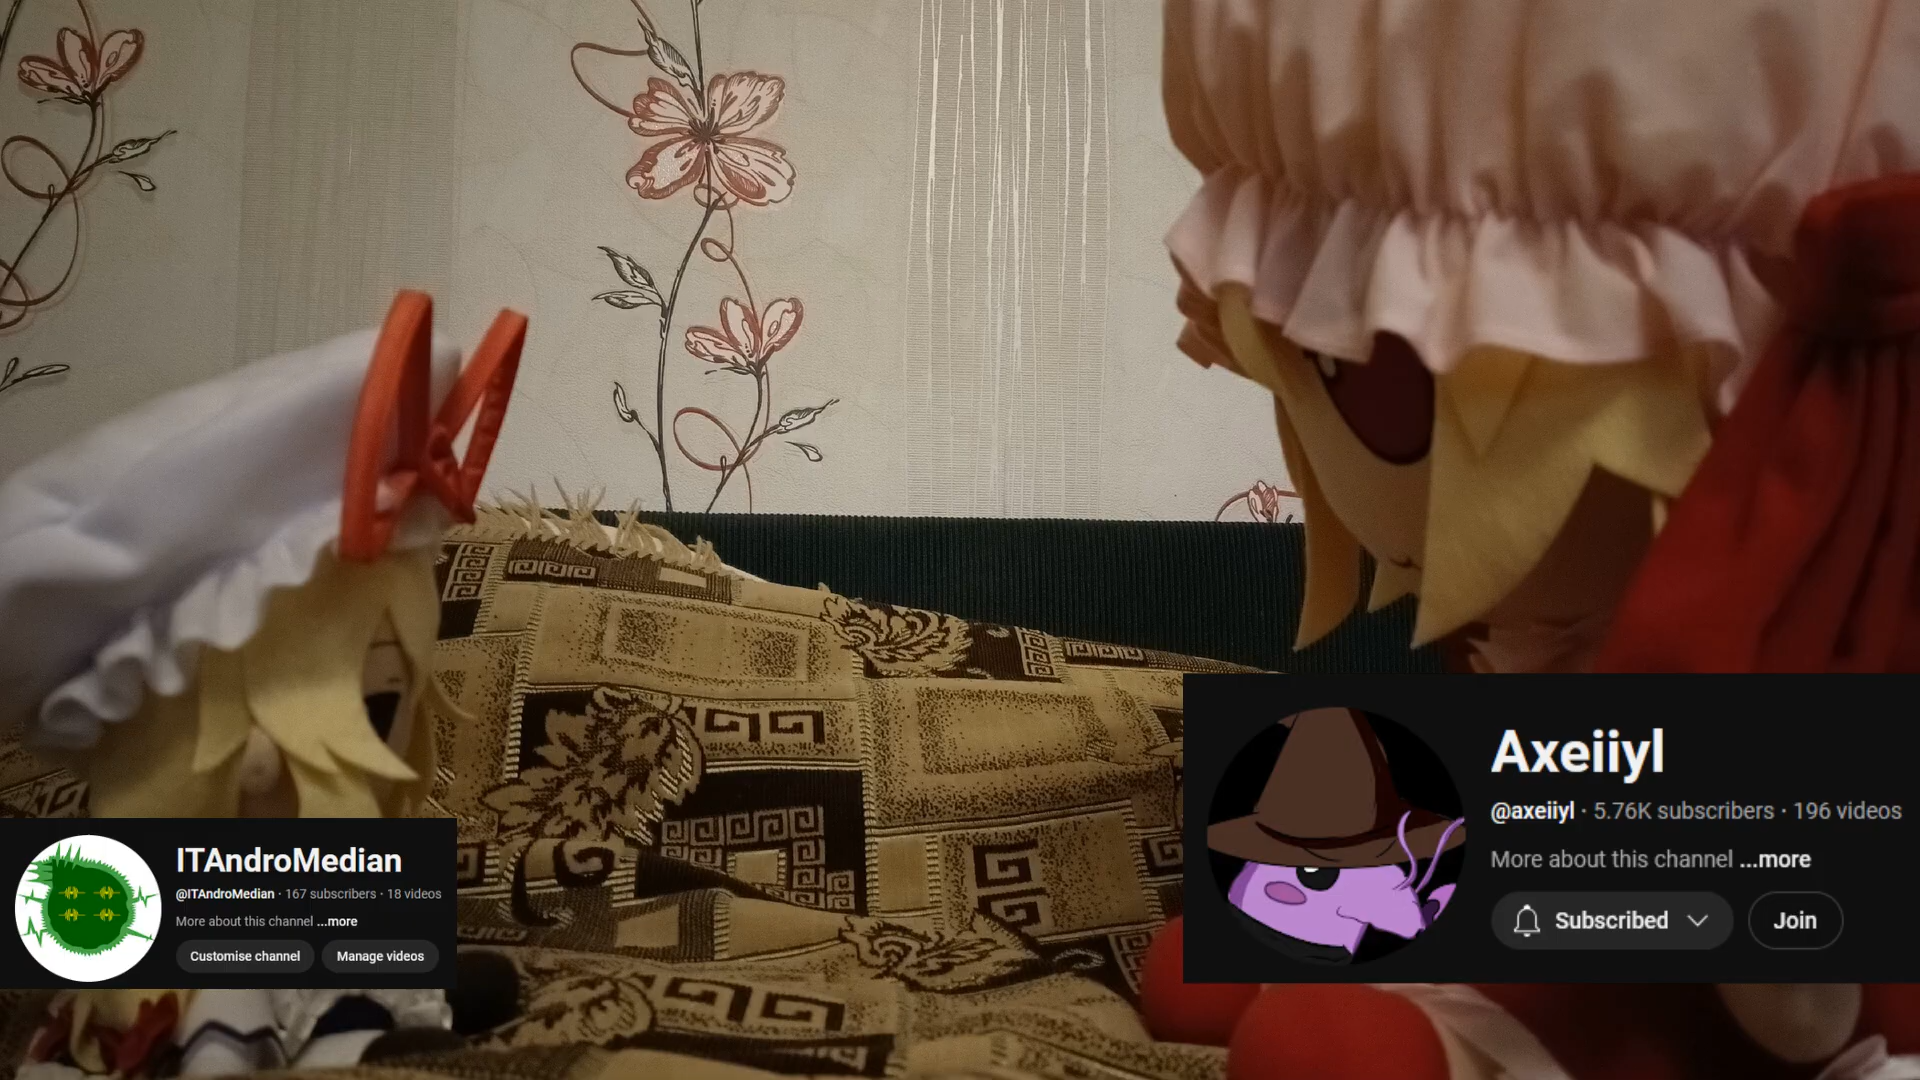 ITAndroMedian
@ITAndroMedian · 167 subscribers · 18 videos
More about this channel ...more
Customise channel
Manage videos
Axeiiyl
@axeiiyl · 5.76K subscribers · 196 videos
More about this channel ...more
Subscribed
Join